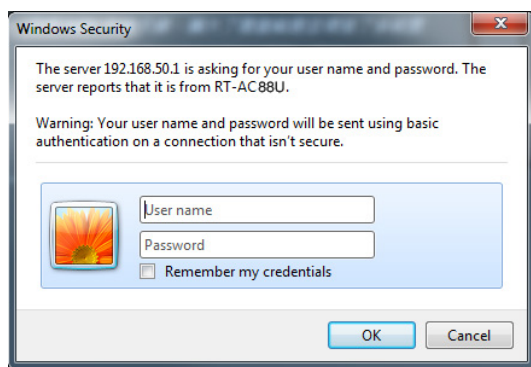 Windows Security
The server 192.168.50.1 is asking for your user name and password. The
server reports that it is from RT-AC88U.
Warning: Your user name and password will be sent using basic
authentication on a connection that isn't secure.
User name
Password
Remember my credentials
OK Cancel